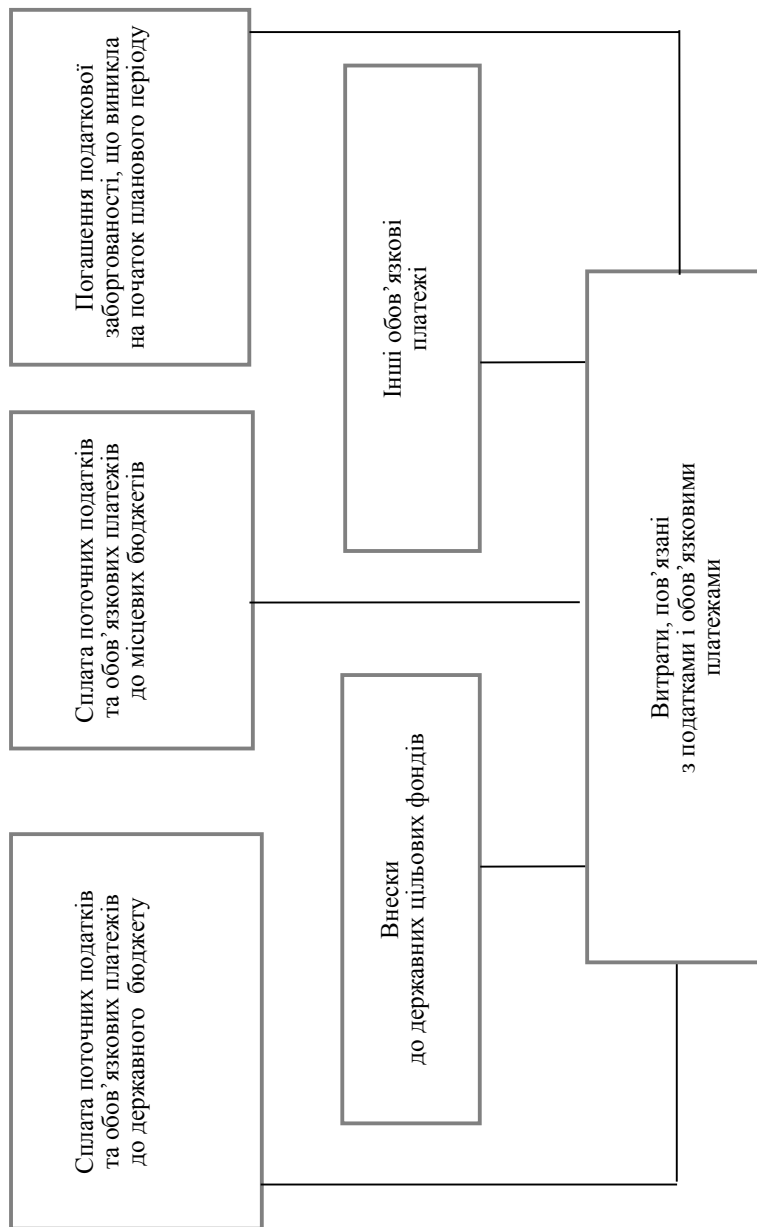 Сплата поточних податків
та обов’язкових платежів
до державного бюджету
Сплата поточних податків
та обов’язкових платежів
до місцевих бюджетів
Погашення податкової
заборгованості, що виникла
на початок планового періоду
Внески
до державних цільових фондів
Інші обов’язкові
платежі
Витрати, пов’язані
з податками і обов’язковими
платежами